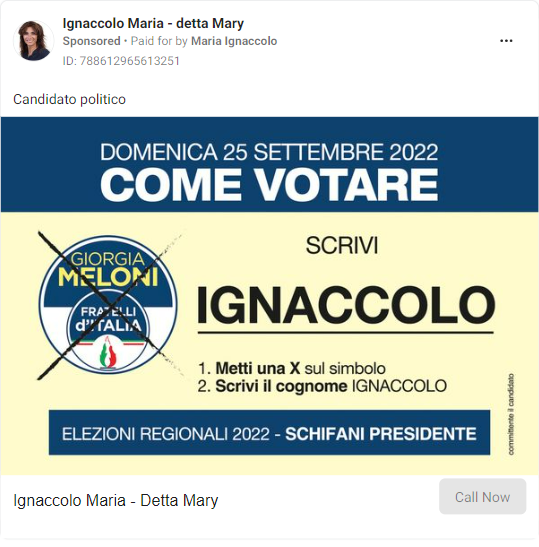 Ignaccolo Maria - detta Mary
Sponsored • Paid for by Maria Ignaccolo
ID: 788612965613251
Candidato politico
DOMENICA 25 SETTEMBRE 2022
COME VOTARE
GIORGIA
MELONI
FRATELLI
d'ITALIA
SCRIVI
IGNACCOLO
1. Metti una X sul simbolo
2. Scrivi il cognome IGNACCOLO
committente il candidato
ELEZIONI REGIONALI 2022 - SCHIFANI PRESIDENTE
Ignaccolo Maria - Detta Mary
Call Now